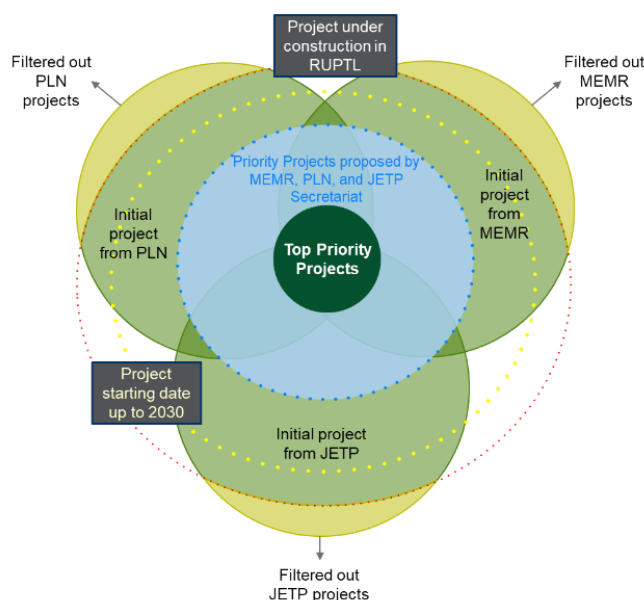 Project under
construction in
RUPTL
Filtered out
PLN
projects
Filtered out
MEMR
projects
Priority Projects proposed by
MEMR, PLN, and JETP
Secretariat
Initial
project
from PLN
Initial
project
from
MEMR
Top Priority
Projects
Project
starting date
up to 2030
Initial project
from JETP
Filtered out
JETP projects